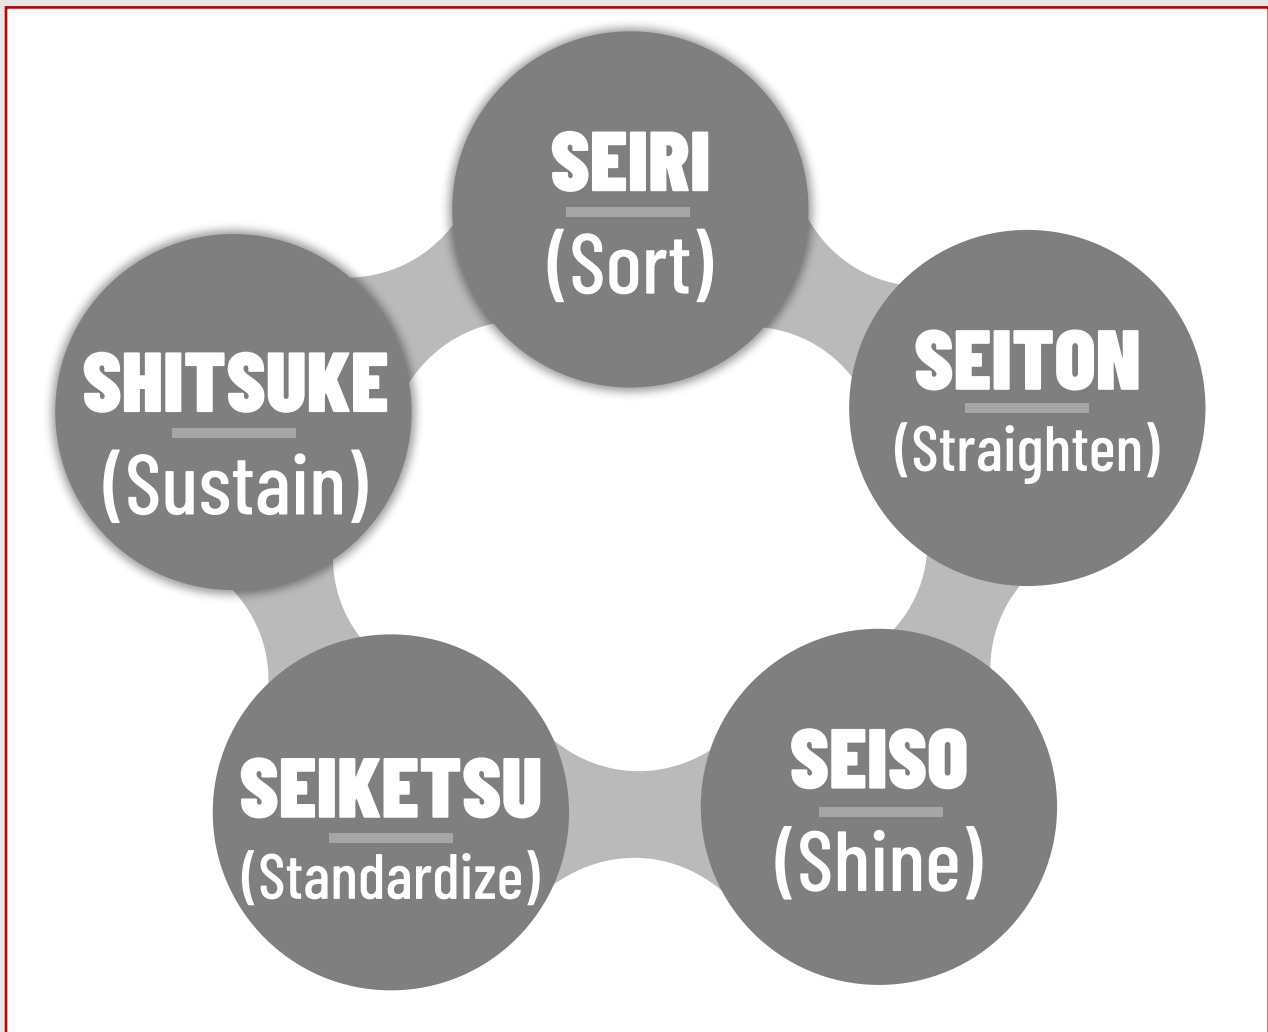 SEIRI
(Sort)
SEITON
(Straighten)
SEISO
(Shine)
SEIKETSU
(Standardize)
SHITSUKE
(Sustain)